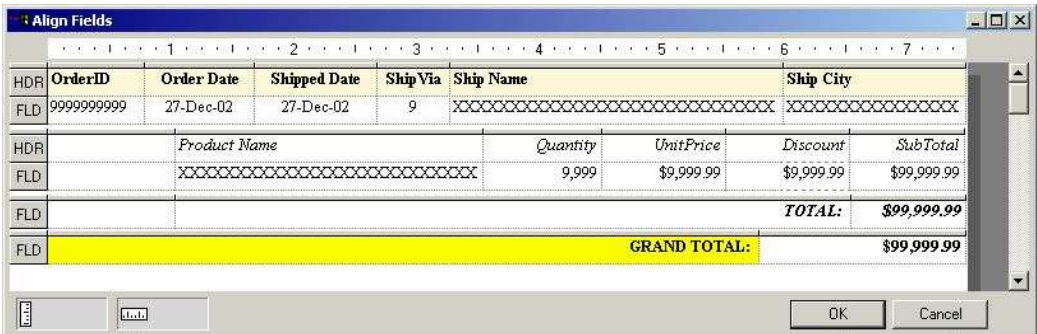 Align Fields
1 2 3 4 5 6 7
HDR OrderID Order Date Shipped Date ShipVia Ship Name Ship City
FLD 9999999999 27-Dec-02 27-Dec-02 9 XXXXXXXXXXXXXXXXXXXXXXXXXXXXXX XXXXXXXXXXXXXXXX
HDR Product Name Quantity UnitPrice Discount SubTotal
FLD XXXXXXXXXXXXXXXXXXXXXXXXXXXX 9,999 $9,999.99 $9,999.99 $99,999.99
FLD TOTAL: $99,999.99
FLD GRAND TOTAL: $99,999.99
OK Cancel